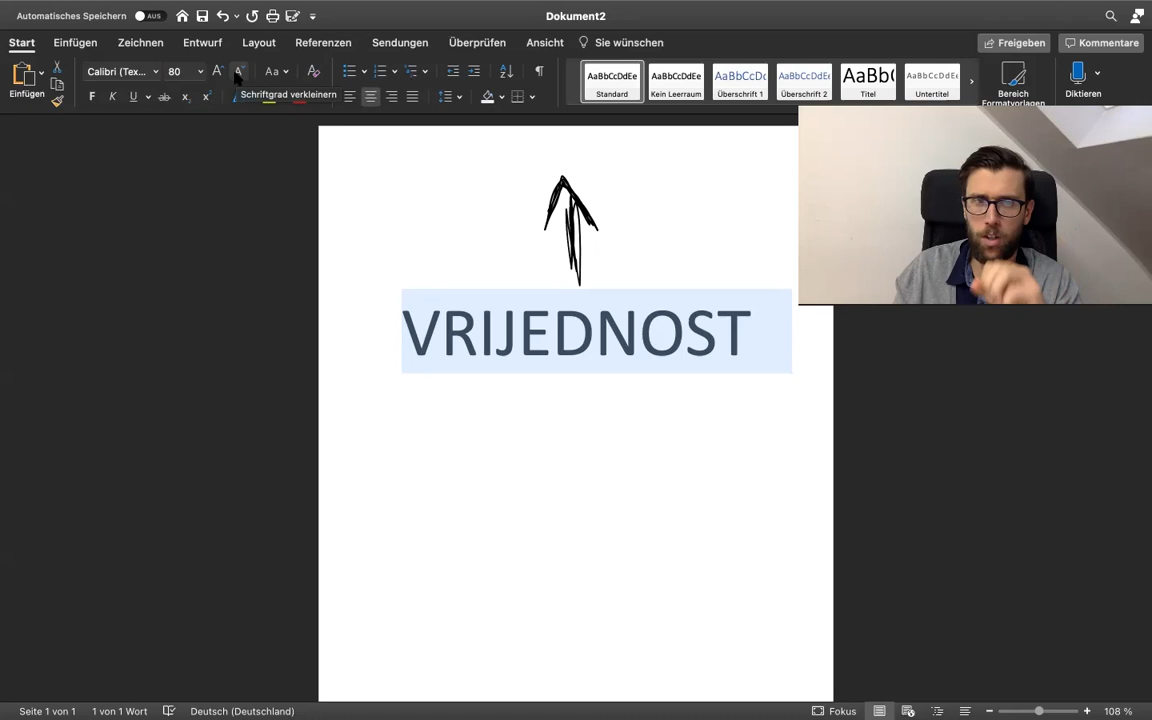 Automatisches Speichern AUS Dokument2
Start Einfügen Zeichnen Entwurf Layout Referenzen Sendungen Überprüfen Ansicht Sie wünschen Freigeben Kommentare
Calibri (Tex... 80 Aa
Einfügen F K U ab x x
Schriftgrad verkleinern
AaBbCcDdEe AaBbCcDdEe AaBbCcDc AaBbCcDdEe AaBbC AaBbCcDdEe
Standard Kein Leerraum Überschrift 1 Überschrift 2 Titel Untertitel
Bereich Formatvorlagen
Diktieren
VRIJEDNOST
Seite 1 von 1 1 von 1 Wort Deutsch (Deutschland) Fokus 108 %